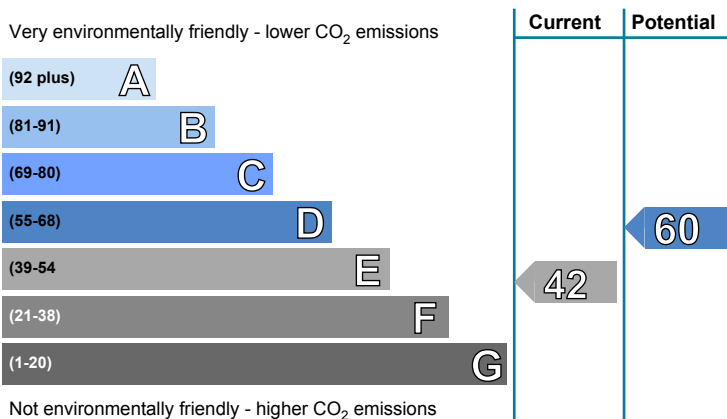 Current Potential
Very environmentally friendly - lower CO2 emissions
(92 plus) A
(81-91) B
(69-80) C
(55-68) D
60
(39-54 E
42
(21-38) F
(1-20) G
Not environmentally friendly - higher CO2 emissions